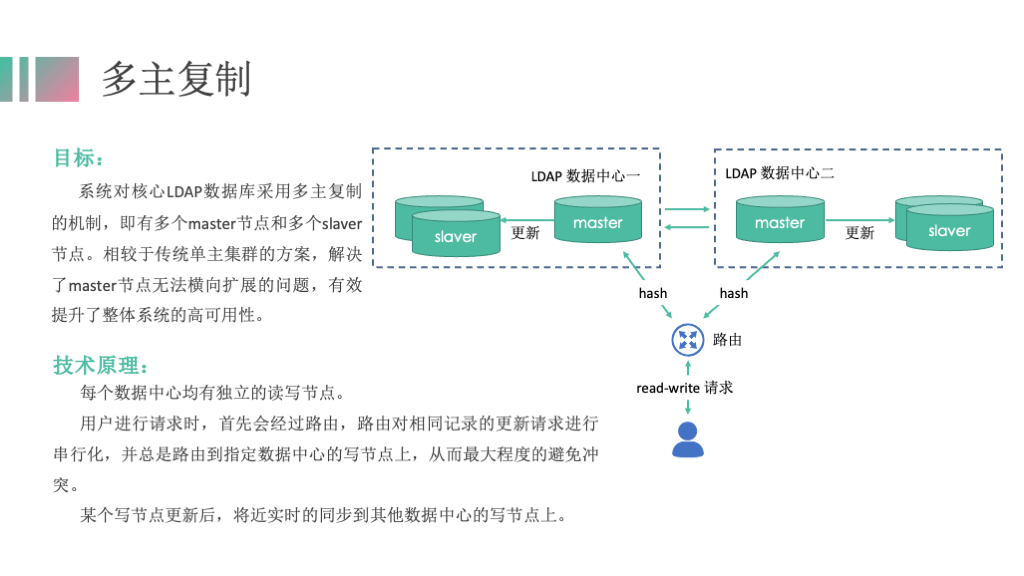 多主复制
目标：
系统对核心LDAP数据库采用多主复制
的机制，即有多个master节点和多个slaver
节点。相较于传统单主集群的方案，解决
了master节点无法横向扩展的问题，有效
提升了整体系统的高可用性。
技术原理：
每个数据中心均有独立的读写节点。
用户进行请求时，首先会经过路由，路由对相同记录的更新请求进行
串行化，并总是路由到指定数据中心的写节点上，从而最大程度的避免冲
突。
某个写节点更新后，将近实时的同步到其他数据中心的写节点上。
LDAP 数据中心一
slaver
更新
master
LDAP 数据中心二
master
更新
slaver
hash
hash
路由
read-write 请求